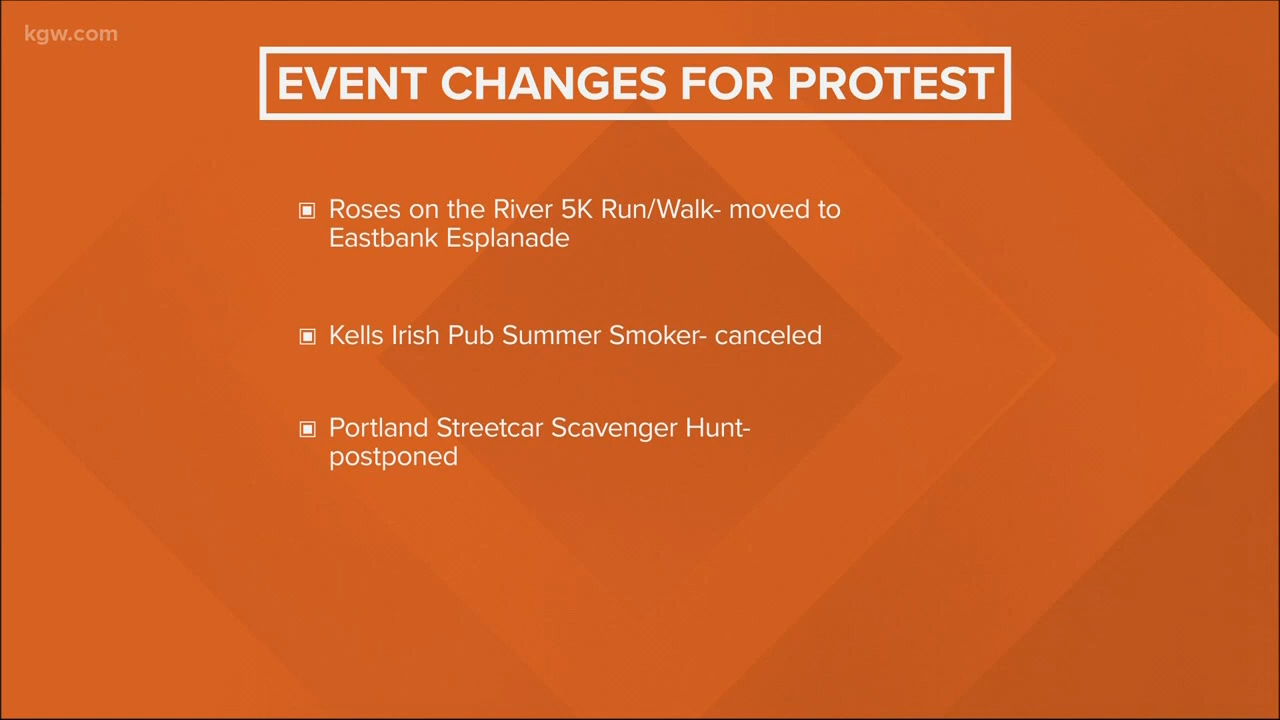 kgw.com
EVENT CHANGES FOR PROTEST
Roses on the River 5K Run/Walk- moved to
Eastbank Esplanade
Kells Irish Pub Summer Smoker- canceled
Portland Streetcar Scavenger Hunt-
postponed